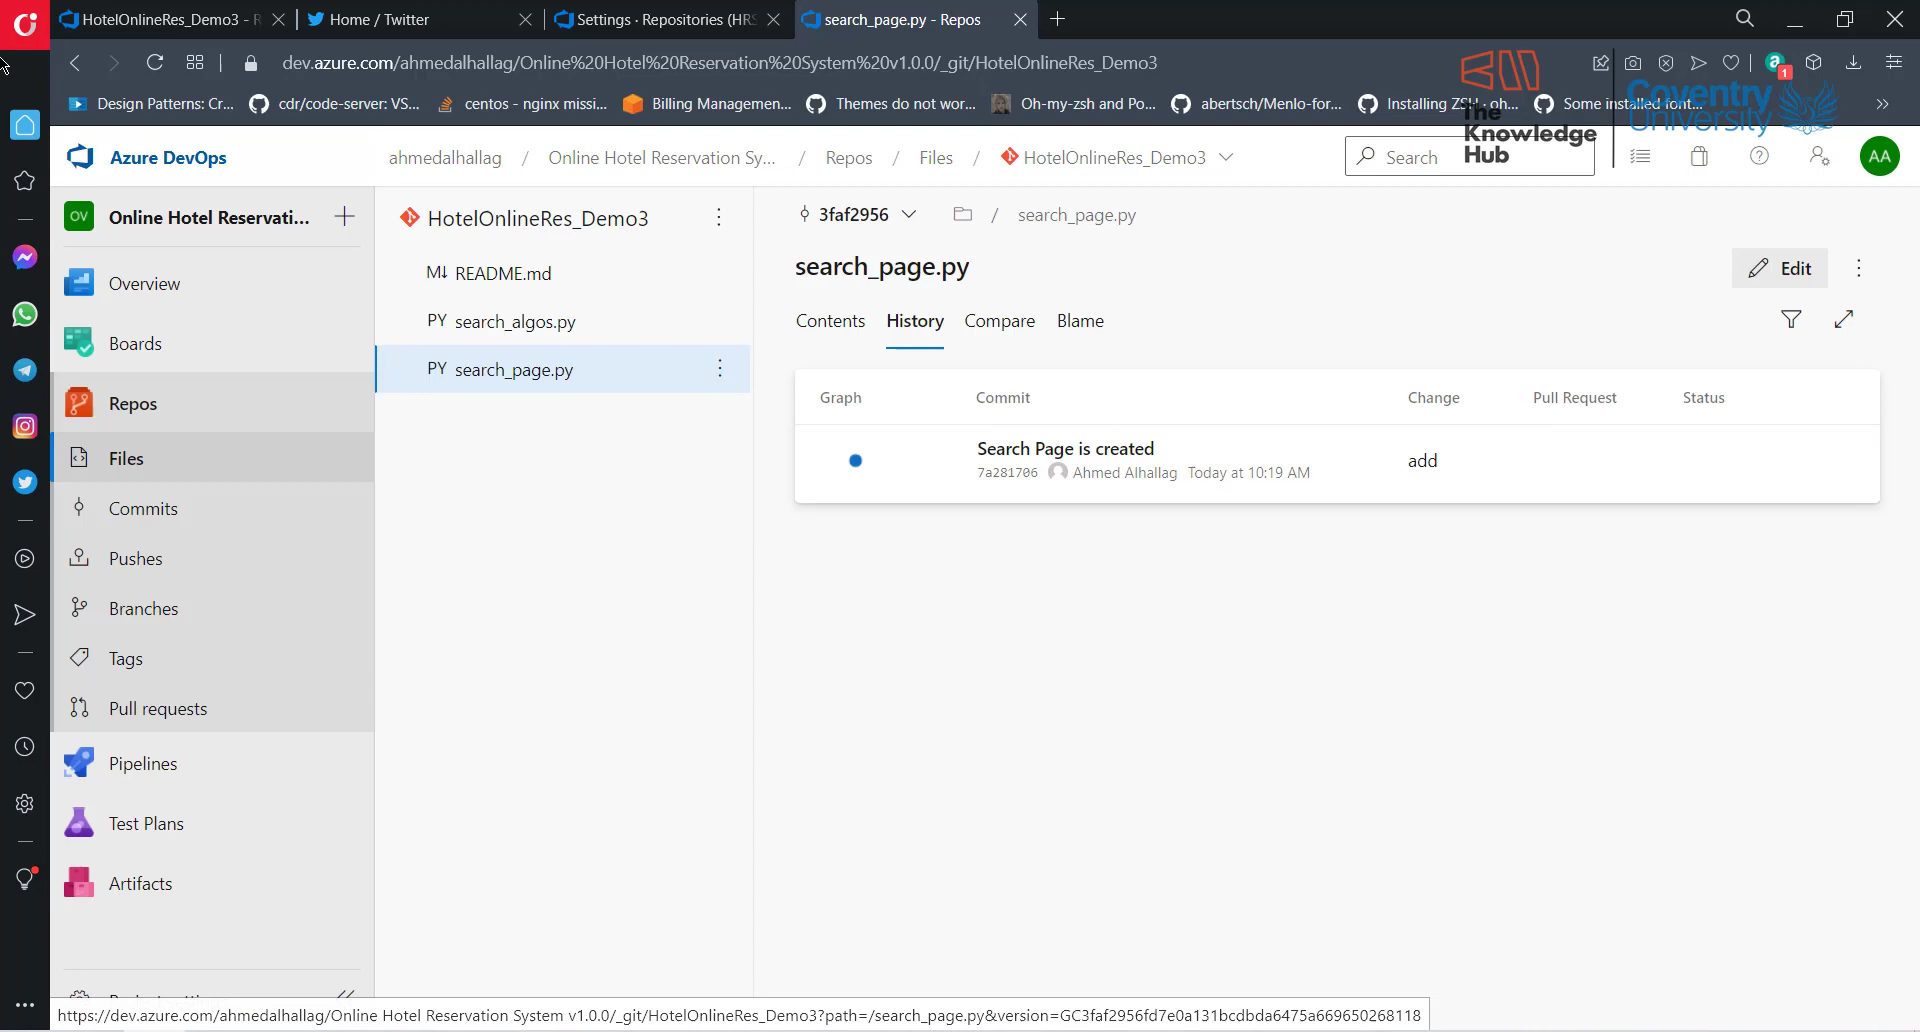 HotelOnlineRes_Demo3 - R
Home / Twitter
Settings · Repositories (HRS
search_page.py - Repos
dev.azure.com/ahmedalhallag/Online%20Hotel%20Reservation%20System%20v1.0.0/_git/HotelOnlineRes_Demo3
1
Design Patterns: Cr...
cdr/code-server: VS...
centos - nginx missi...
Billing Managemen...
Themes do not wor...
Oh-my-zsh and Po...
abertsch/Menlo-for...
Installing ZSH · oh...
Some installed font...
The
Knowledge
Hub
Coventry
University
Azure DevOps
ahmedalhallag / Online Hotel Reservation Sy... / Repos / Files / HotelOnlineRes_Demo3
Search
AA
OV Online Hotel Reservati...
Overview
Boards
Repos
Files
Commits
Pushes
Branches
Tags
Pull requests
Pipelines
Test Plans
Artifacts
HotelOnlineRes_Demo3
M↓ README.md
PY search_algos.py
PY search_page.py
3faf2956 / search_page.py
search_page.py
Edit
Contents History Compare Blame
Graph Commit Change Pull Request Status
Search Page is created
7a281706 Ahmed Alhallag Today at 10:19 AM
add
https://dev.azure.com/ahmedalhallag/Online Hotel Reservation System v1.0.0/_git/HotelOnlineRes_Demo3?path=/search_page.py&version=GC3faf2956fd7e0a131bcdbda6475a669650268118